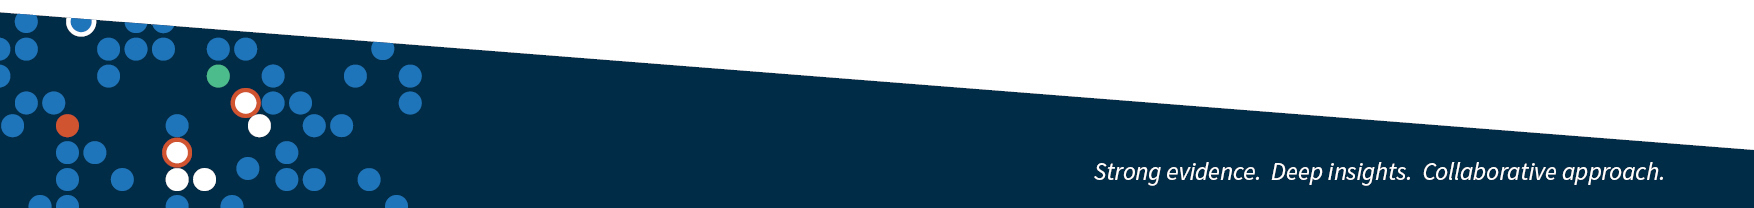 Strong evidence.  Deep insights.  Collaborative approach.